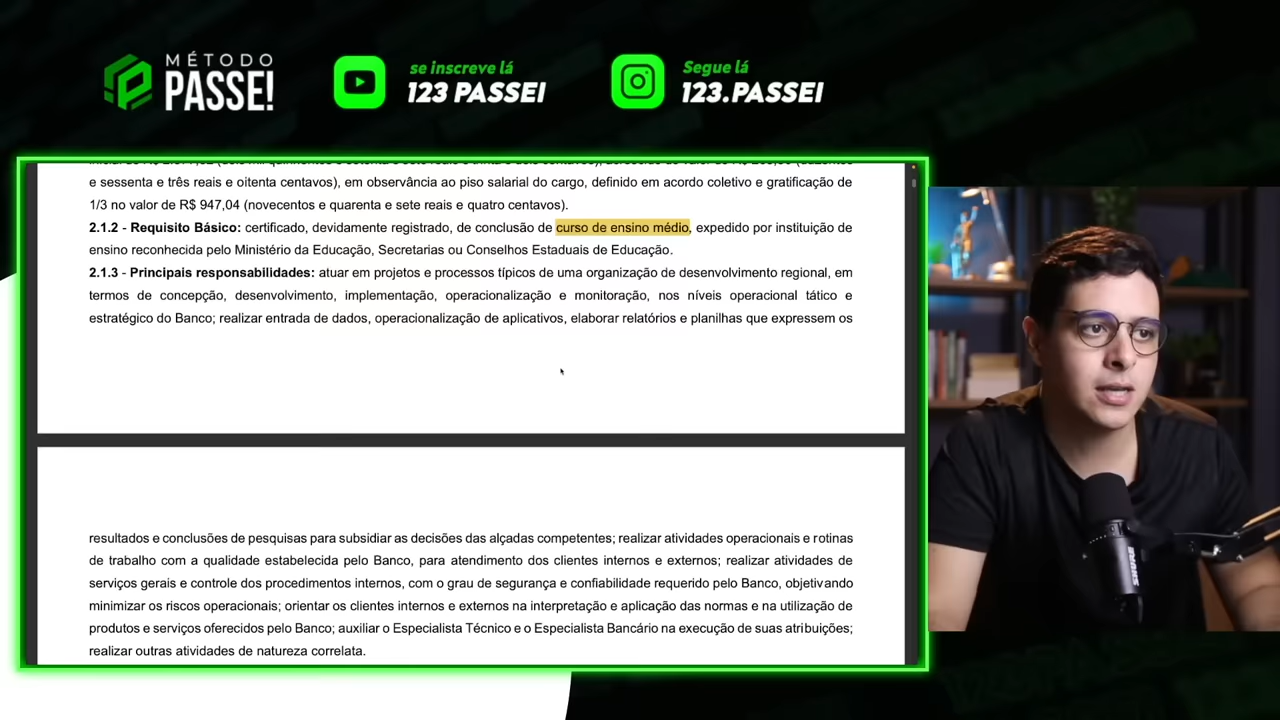 MÉTODO
PASSE!
se inscreve lá
123 PASSEI
Segue lá
123.PASSEI
e sessenta e três reais e oitenta centavos), em observância ao piso salarial do cargo, definido em acordo coletivo e gratificação de
1/3 no valor de R$ 947,04 (novecentos e quarenta e sete reais e quatro centavos).
2.1.2 - Requisito Básico: certificado, devidamente registrado, de conclusão de curso de ensino médio, expedido por instituição de
ensino reconhecida pelo Ministério da Educação, Secretarias ou Conselhos Estaduais de Educação.
2.1.3 - Principais responsabilidades: atuar em projetos e processos típicos de uma organização de desenvolvimento regional, em
termos de concepção, desenvolvimento, implementação, operacionalização e monitoração, nos níveis operacional tático e
estratégico do Banco; realizar entrada de dados, operacionalização de aplicativos, elaborar relatórios e planilhas que expressem os
resultados e conclusões de pesquisas para subsidiar as decisões das alçadas competentes; realizar atividades operacionais e rotinas
de trabalho com a qualidade estabelecida pelo Banco, para atendimento dos clientes internos e externos; realizar atividades de
serviços gerais e controle dos procedimentos internos, com o grau de segurança e confiabilidade requerido pelo Banco, objetivando
minimizar os riscos operacionais; orientar os clientes internos e externos na interpretação e aplicação das normas e na utilização de
produtos e serviços oferecidos pelo Banco; auxiliar o Especialista Técnico e o Especialista Bancário na execução de suas atribuições;
realizar outras atividades de natureza correlata.
SHURE